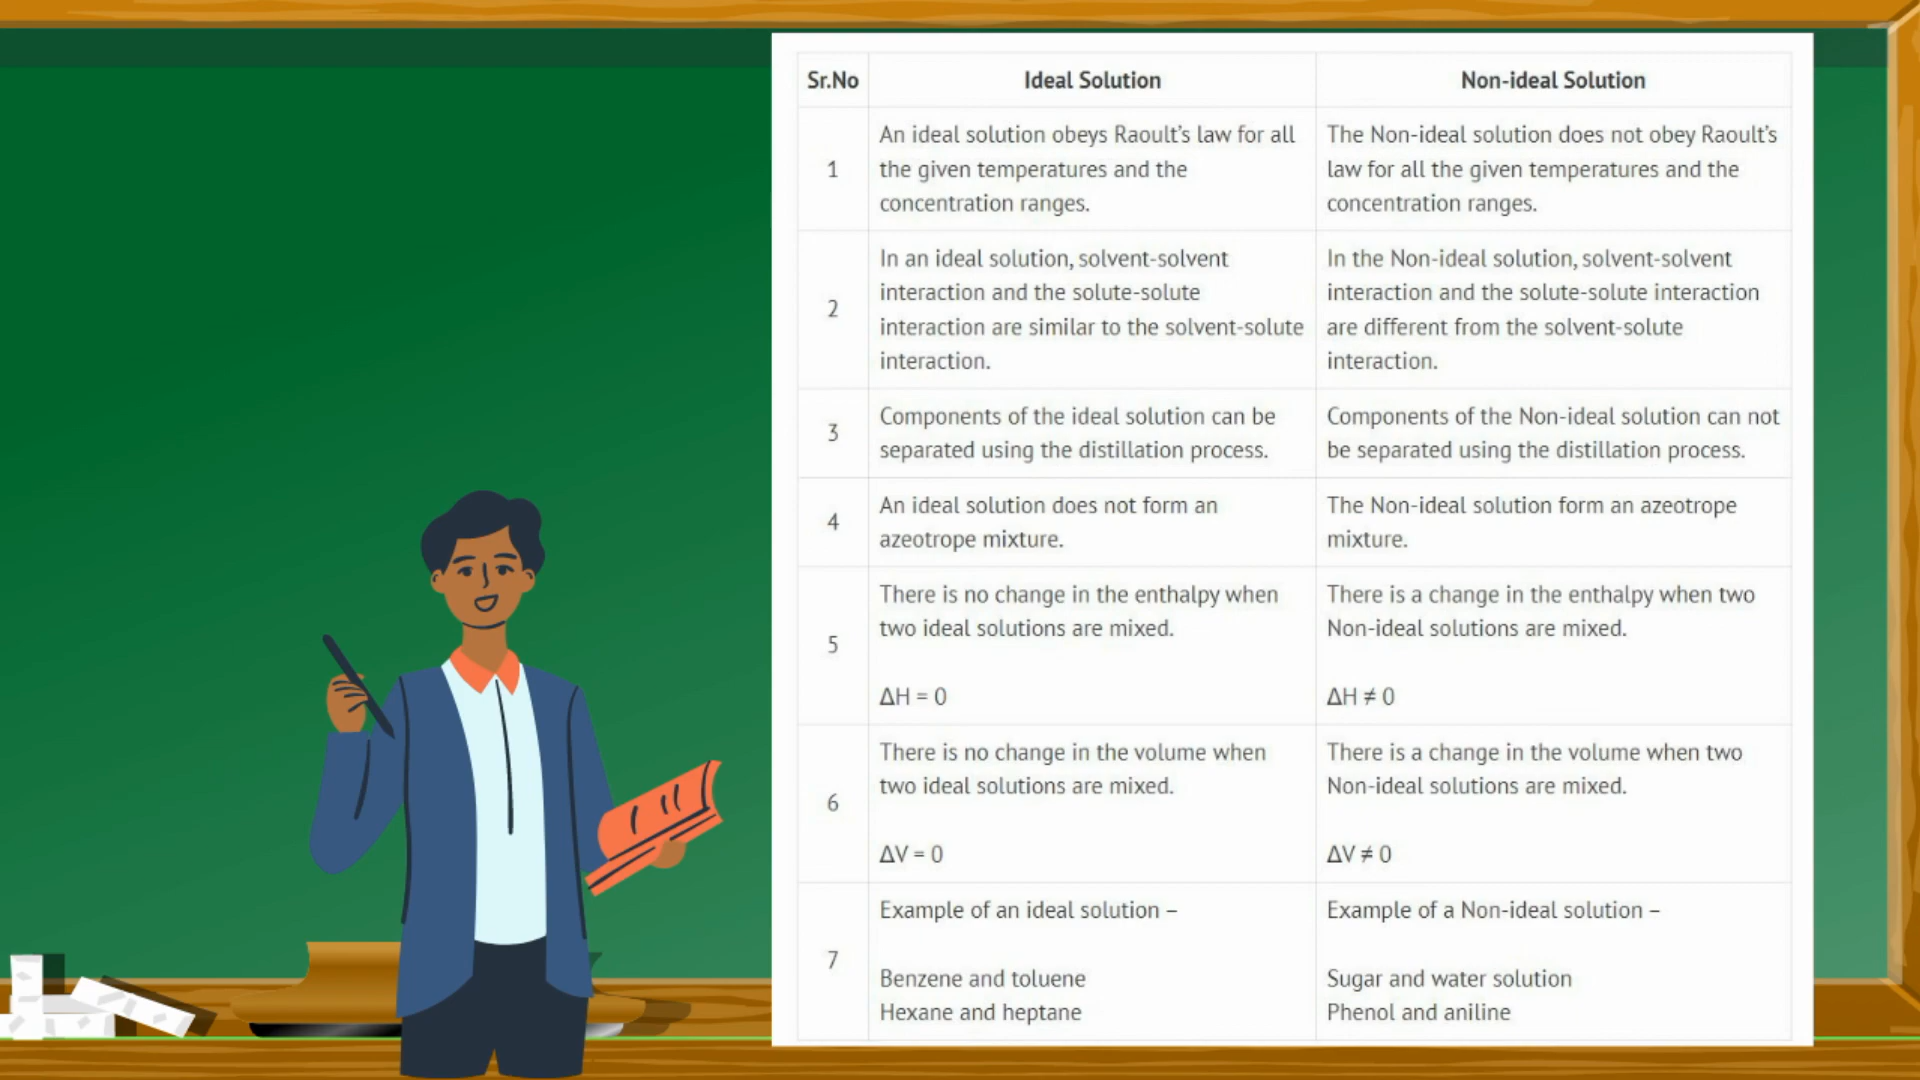 Sr.No Ideal Solution Non-ideal Solution
1
An ideal solution obeys Raoult's law for all
the given temperatures and the
concentration ranges.
The Non-ideal solution does not obey Raoult's
law for all the given temperatures and the
concentration ranges.
2
In an ideal solution, solvent-solvent
interaction and the solute-solute
interaction are similar to the solvent-solute
interaction.
In the Non-ideal solution, solvent-solvent
interaction and the solute-solute interaction
are different from the solvent-solute
interaction.
3
Components of the ideal solution can be
separated using the distillation process.
Components of the Non-ideal solution can not
be separated using the distillation process.
4
An ideal solution does not form an
azeotrope mixture.
The Non-ideal solution form an azeotrope
mixture.
5
There is no change in the enthalpy when
two ideal solutions are mixed.
ΔH = 0
There is a change in the enthalpy when two
Non-ideal solutions are mixed.
ΔH ≠ 0
6
There is no change in the volume when
two ideal solutions are mixed.
ΔV = 0
There is a change in the volume when two
Non-ideal solutions are mixed.
ΔV ≠ 0
7
Example of an ideal solution –
Benzene and toluene
Hexane and heptane
Example of a Non-ideal solution –
Sugar and water solution
Phenol and aniline